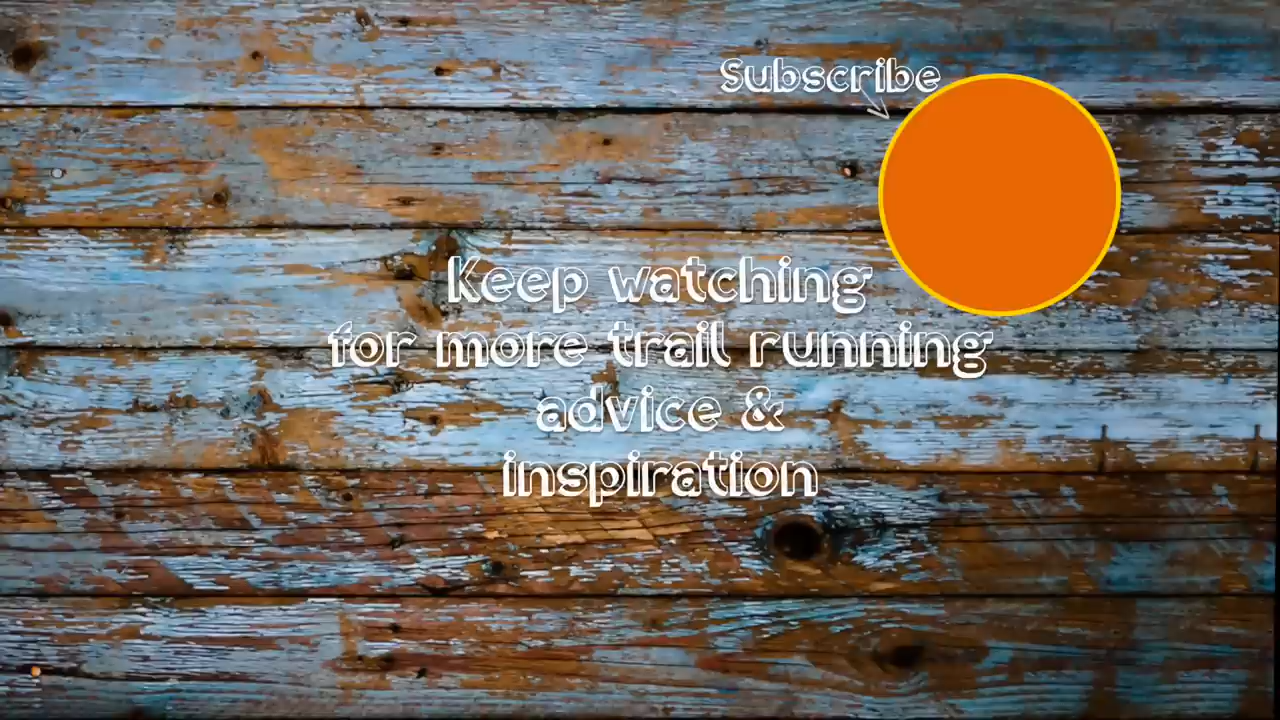 Subscribe
Keep watching
for more trail running
advice &
inspiration